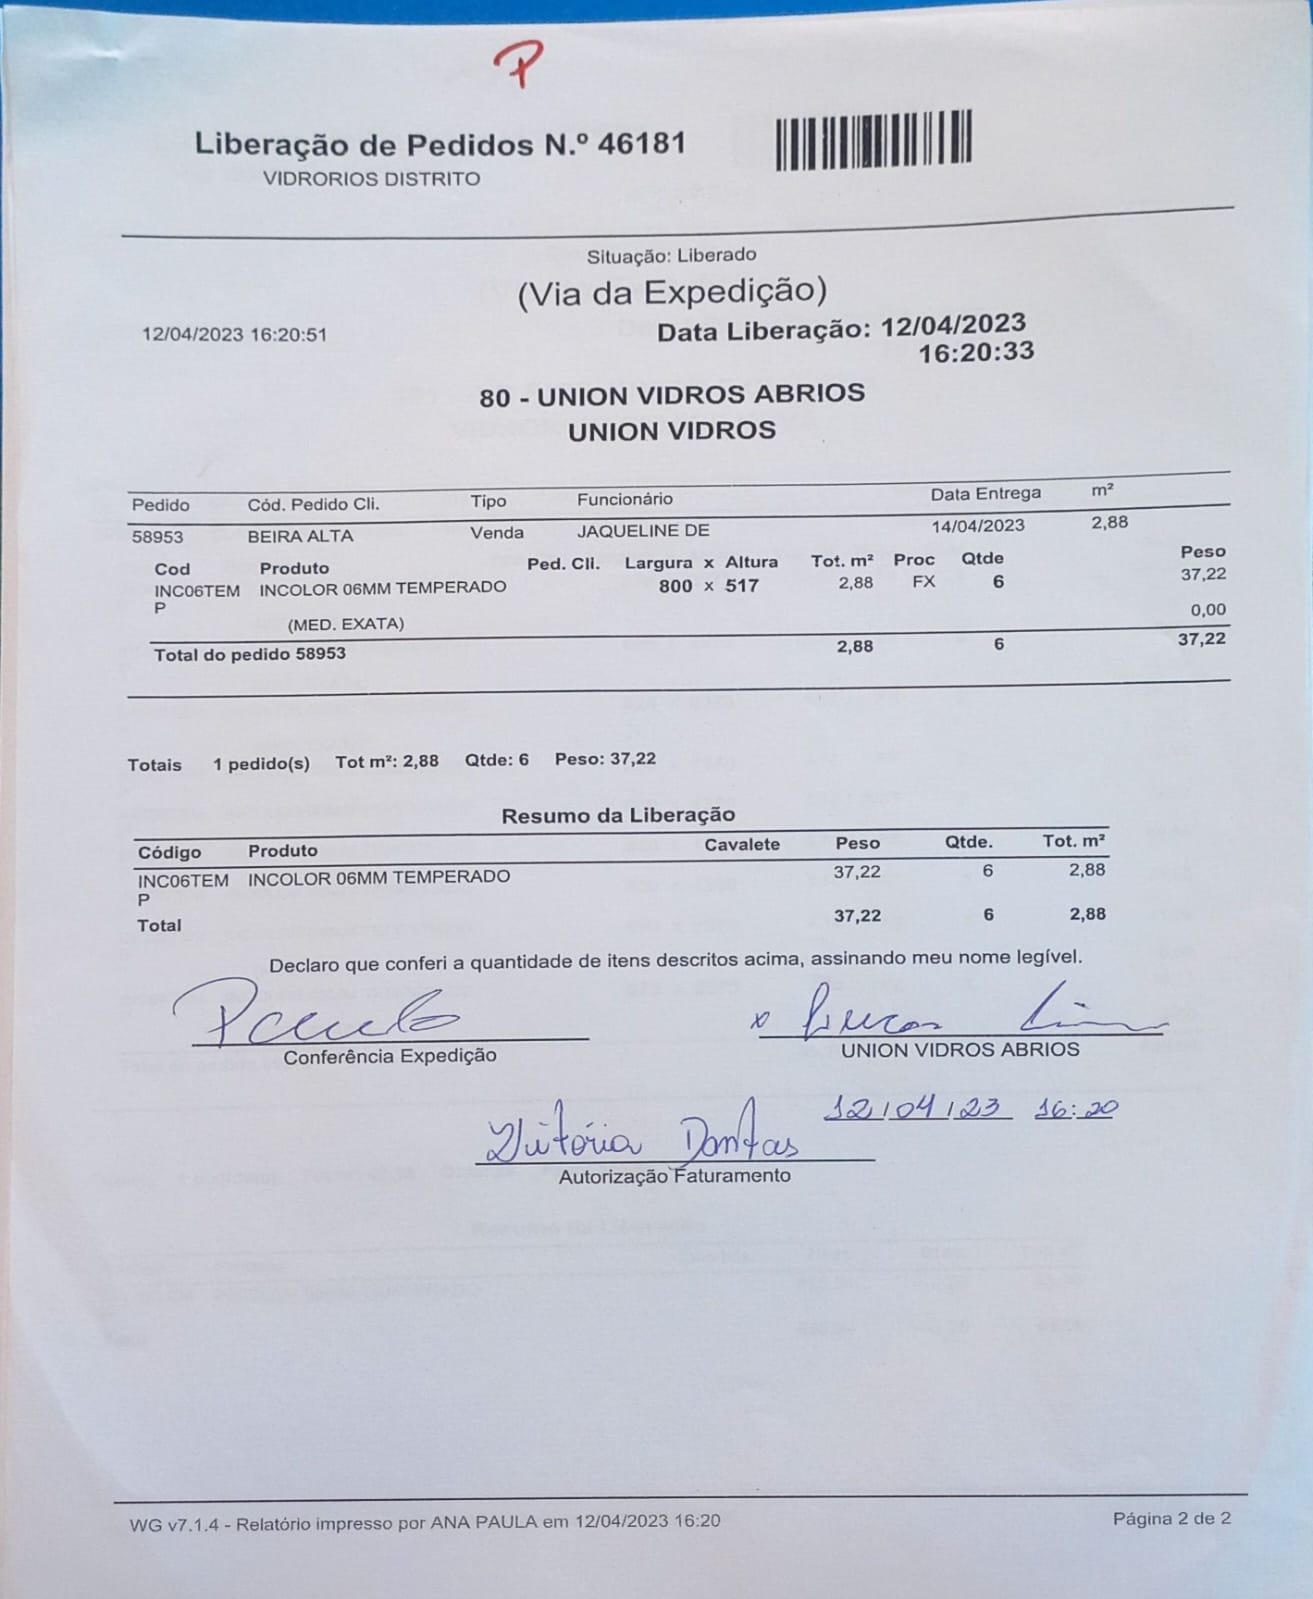 P
Liberação de Pedidos N.º 46181
VIDRORIOS DISTRITO
Situação: Liberado
(Via da Expedição)
12/04/2023 16:20:51
Data Liberação: 12/04/2023
16:20:33
80 - UNION VIDROS ABRIOS
UNION VIDROS
Pedido Cód. Pedido Cli. Tipo Funcionário Data Entrega m²
58953 BEIRA ALTA Venda JAQUELINE DE 14/04/2023 2,88
Cod Produto Ped. Cli. Largura x Altura Tot. m² Proc Qtde Peso
INC06TEM INCOLOR 06MM TEMPERADO 800 x 517 2,88 FX 6 37,22
P
(MED. EXATA) 0,00
Total do pedido 58953 2,88 6 37,22
Totais 1 pedido(s) Tot m²: 2,88 Qtde: 6 Peso: 37,22
Resumo da Liberação
Código Produto Cavalete Peso Qtde. Tot. m²
INC06TEM INCOLOR 06MM TEMPERADO 37,22 6 2,88
P
Total 37,22 6 2,88
Declaro que conferi a quantidade de itens descritos acima, assinando meu nome legível.
Paulo x
Conferência Expedição UNION VIDROS ABRIOS
12/04/23 16:20
Vitória Dantas
Autorização Faturamento
WG v7.1.4 - Relatório impresso por ANA PAULA em 12/04/2023 16:20 Página 2 de 2